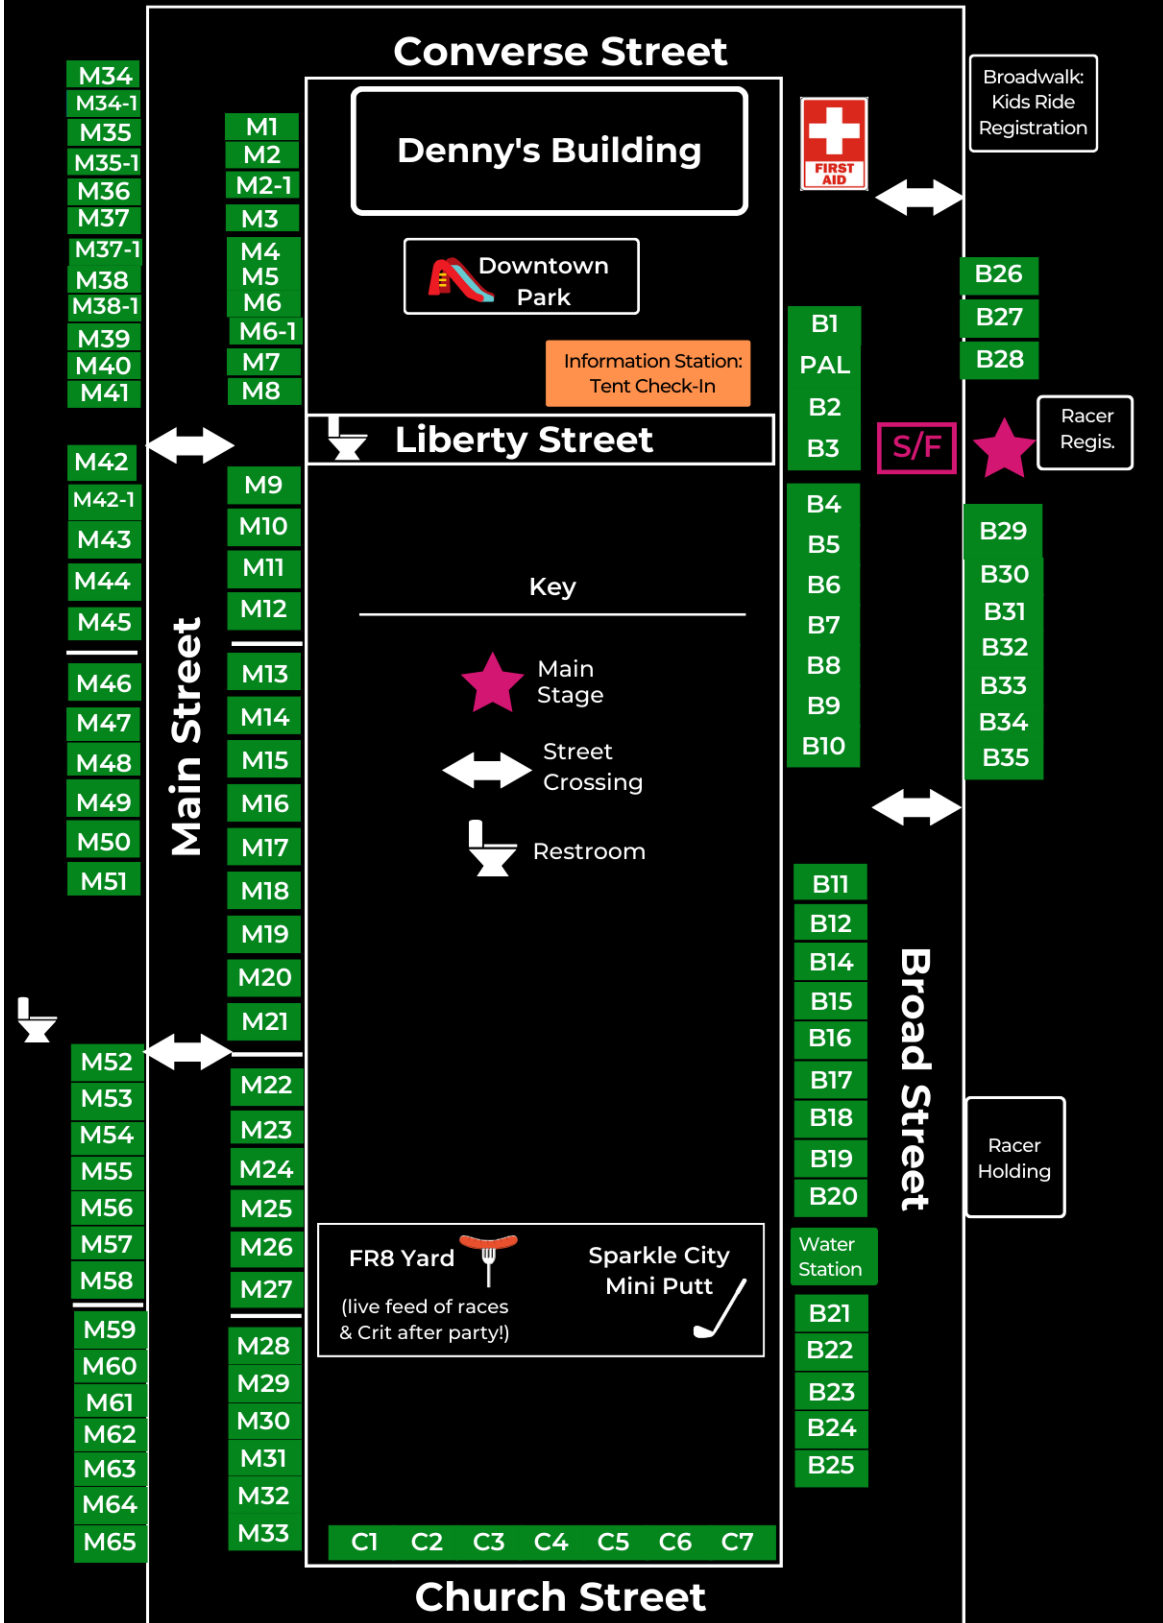 Converse Street
Denny's Building
FIRST
AID
Broadwalk:
Kids Ride
Registration
Downtown
Park
Information Station:
Tent Check-In
Liberty Street
S/F
Racer
Regis.
M34
M34-1
M35
M35-1
M36
M37
M37-1
M38
M38-1
M39
M40
M41
M42
M42-1
M43
M44
M45
M46
M47
M48
M49
M50
M51
M52
M53
M54
M55
M56
M57
M58
M59
M60
M61
M62
M63
M64
M65
Main Street
M1
M2
M2-1
M3
M4
M5
M6
M6-1
M7
M8
M9
M10
M11
M12
M13
M14
M15
M16
M17
M18
M19
M20
M21
M22
M23
M24
M25
M26
M27
M28
M29
M30
M31
M32
M33
Key
Main
Stage
Street
Crossing
Restroom
FR8 Yard
(live feed of races
& Crit after party!)
Sparkle City
Mini Putt
C1 C2 C3 C4 C5 C6 C7
B1
PAL
B2
B3
B4
B5
B6
B7
B8
B9
B10
B11
B12
B14
B15
B16
B17
B18
B19
B20
Water
Station
B21
B22
B23
B24
B25
Broad Street
B26
B27
B28
B29
B30
B31
B32
B33
B34
B35
Racer
Holding
Church Street